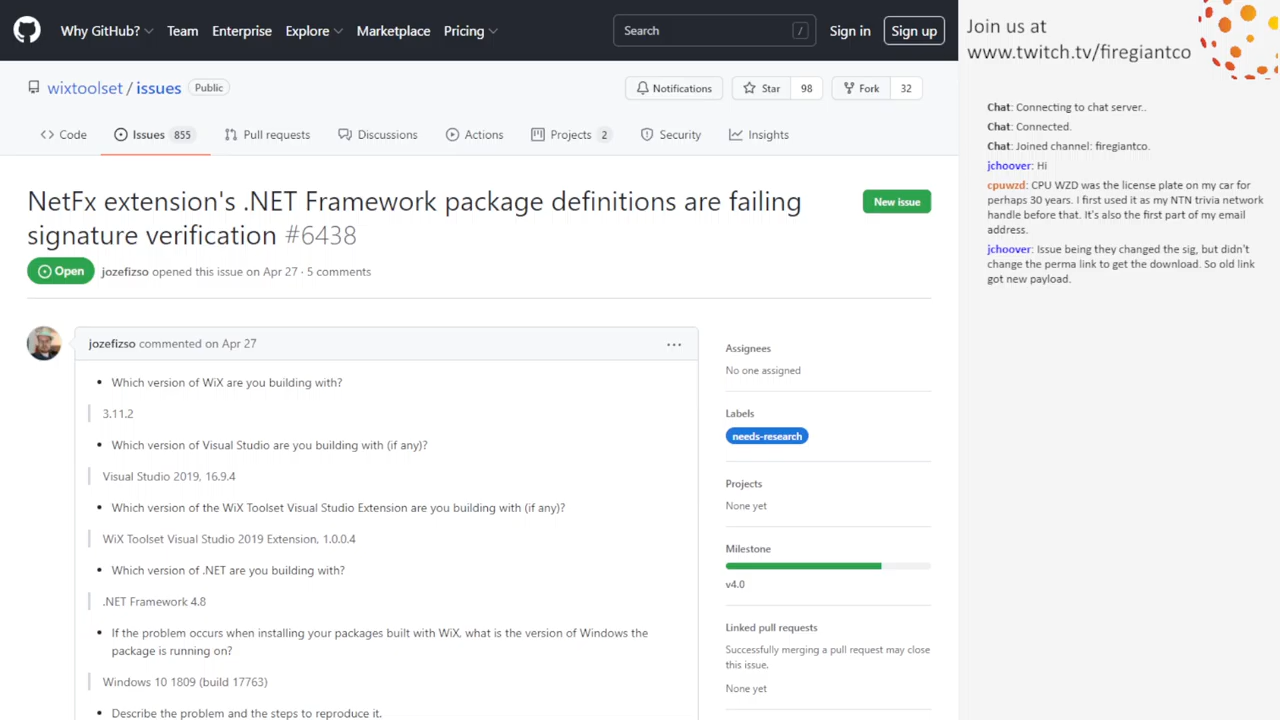 Why GitHub? Team Enterprise Explore Marketplace Pricing Search / Sign in Sign up
wixtoolset / issues Public Notifications Star 98 Fork 32
Code Issues 855 Pull requests Discussions Actions Projects 2 Security Insights
NetFx extension's .NET Framework package definitions are failing
signature verification #6438
New issue
Open jozefizso opened this issue on Apr 27 · 5 comments
jozefizso commented on Apr 27 ...
• Which version of WiX are you building with?
3.11.2
• Which version of Visual Studio are you building with (if any)?
Visual Studio 2019, 16.9.4
• Which version of the WiX Toolset Visual Studio Extension are you building with (if any)?
WiX Toolset Visual Studio 2019 Extension, 1.0.0.4
• Which version of .NET are you building with?
.NET Framework 4.8
• If the problem occurs when installing your packages built with WiX, what is the version of Windows the
package is running on?
Windows 10 1809 (build 17763)
• Describe the problem and the steps to reproduce it.
Assignees
No one assigned
Labels
needs-research
Projects
None yet
Milestone
v4.0
Linked pull requests
Successfully merging a pull request may close
this issue.
None yet
Join us at
www.twitch.tv/firegiantco
Chat: Connecting to chat server..
Chat: Connected.
Chat: Joined channel: firegiantco.
jchoover: Hi
cpuwzd: CPU WZD was the license plate on my car for
perhaps 30 years. I first used it as my NTN trivia network
handle before that. It's also the first part of my email
address.
jchoover: Issue being they changed the sig, but didn't
change the perma link to get the download. So old link
got new payload.